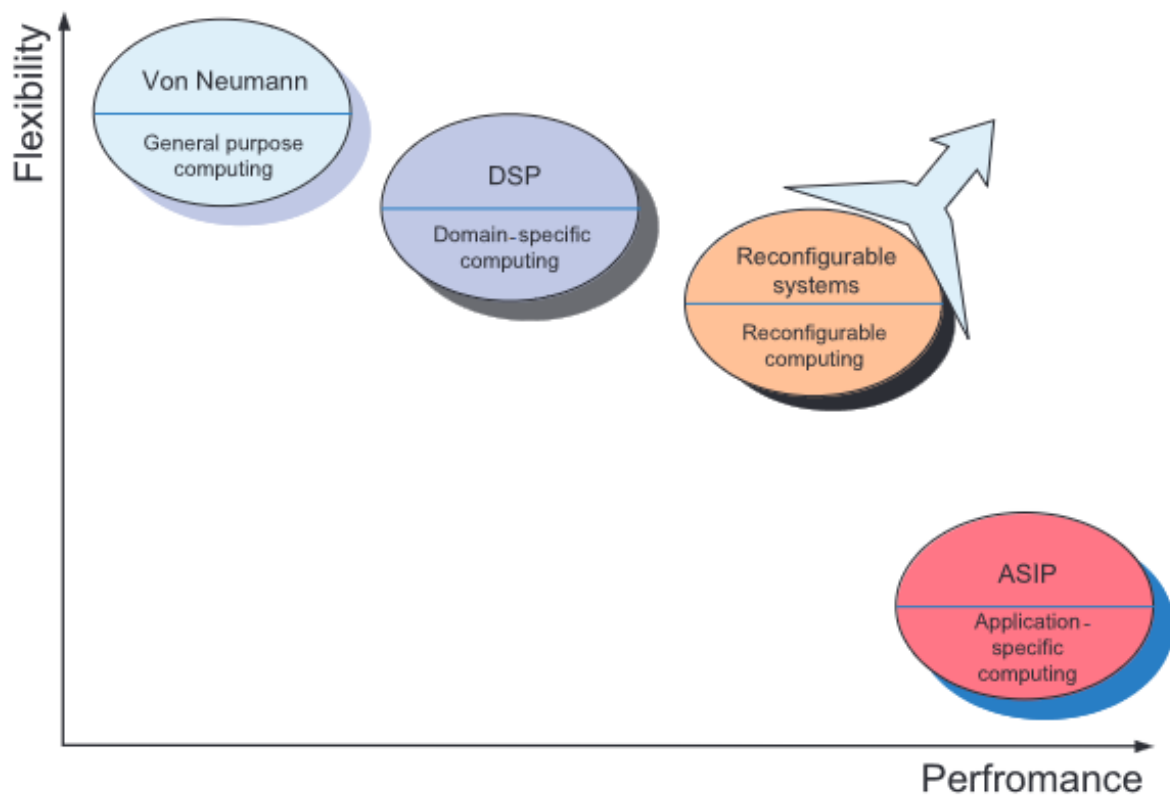 Flexibility
Von Neumann
General purpose
computing
DSP
Domain-specific
computing
Reconfigurable
systems
Reconfigurable
computing
ASIP
Application-
specific
computing
Perfromance